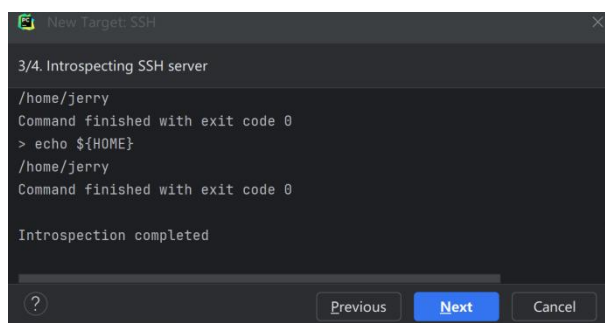 PC
New Target: SSH
3/4. Introspecting SSH server
/home/jerry
Command finished with exit code 0
> echo ${HOME}
/home/jerry
Command finished with exit code 0
Introspection completed
?
Previous
Next
Cancel